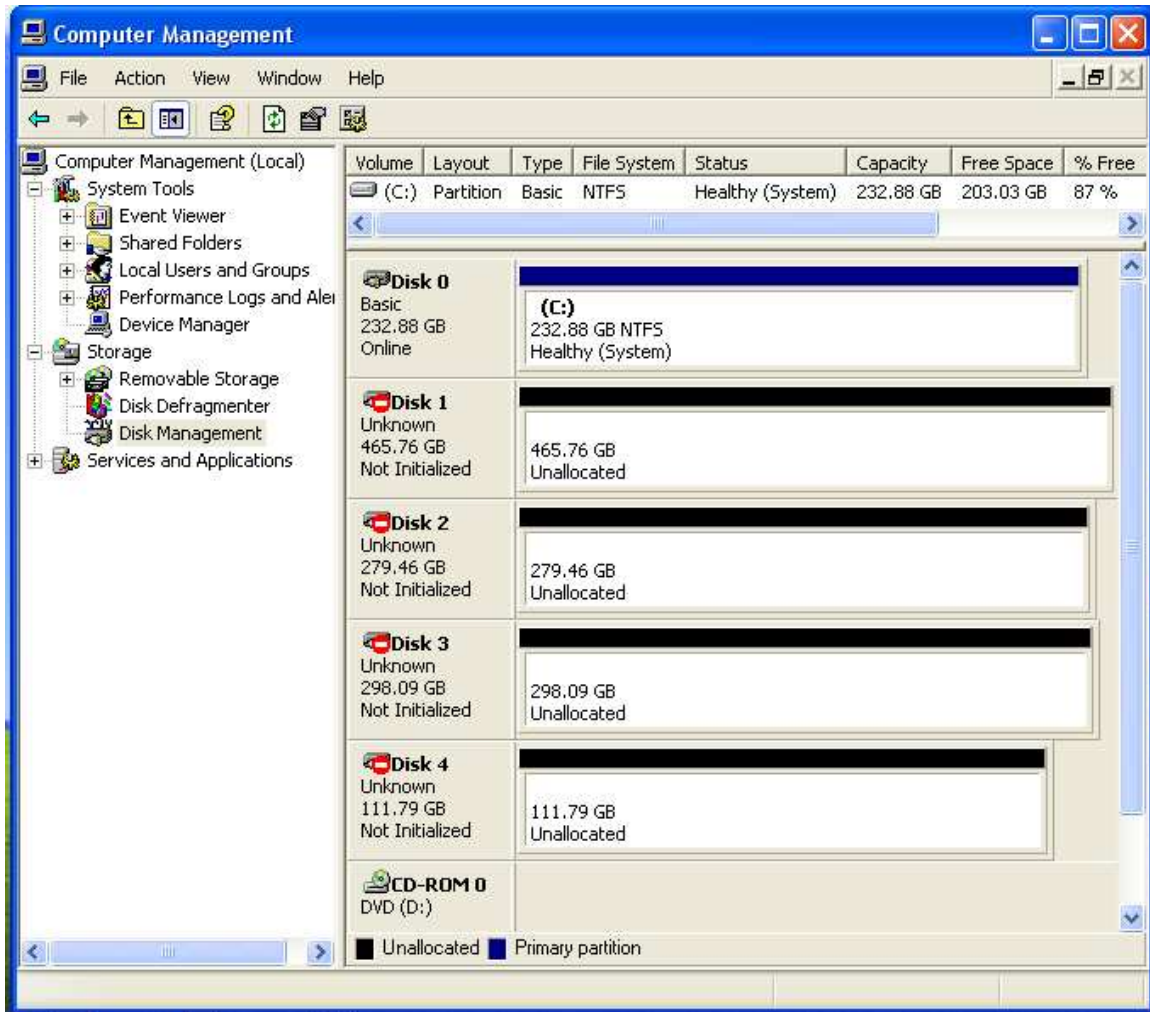 Computer Management
File Action View Window Help
Computer Management (Local)
System Tools
Event Viewer
Shared Folders
Local Users and Groups
Performance Logs and Aler
Device Manager
Storage
Removable Storage
Disk Defragmenter
Disk Management
Services and Applications
Volume Layout Type File System Status Capacity Free Space % Free
(C:) Partition Basic NTFS Healthy (System) 232.88 GB 203.03 GB 87 %
Disk 0
Basic
232.88 GB
Online
(C:)
232.88 GB NTFS
Healthy (System)
Disk 1
Unknown
465.76 GB
Not Initialized
465.76 GB
Unallocated
Disk 2
Unknown
279.46 GB
Not Initialized
279.46 GB
Unallocated
Disk 3
Unknown
298.09 GB
Not Initialized
298.09 GB
Unallocated
Disk 4
Unknown
111.79 GB
Not Initialized
111.79 GB
Unallocated
CD-ROM 0
DVD (D:)
Unallocated Primary partition